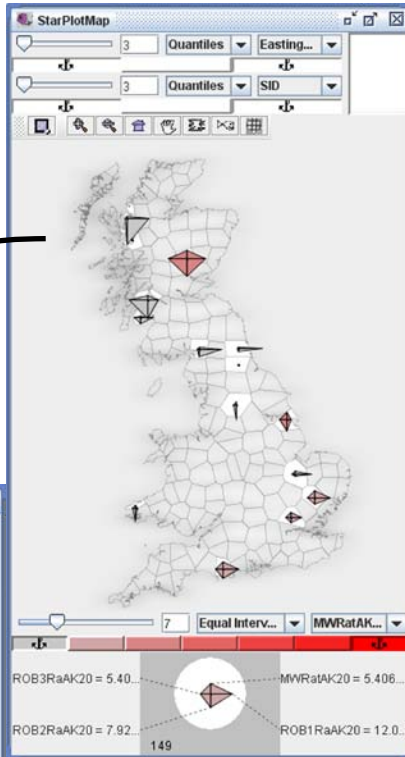 StarPlotMap
3 Quantiles Easting...
3 Quantiles SID
7 Equal Interv... MWRatAK...
ROB3RaAK20 = 5.40... MWRatAK20 = 5.406...
ROB2RaAK20 = 7.92... ROB1RaAK20 = 12.0...
149